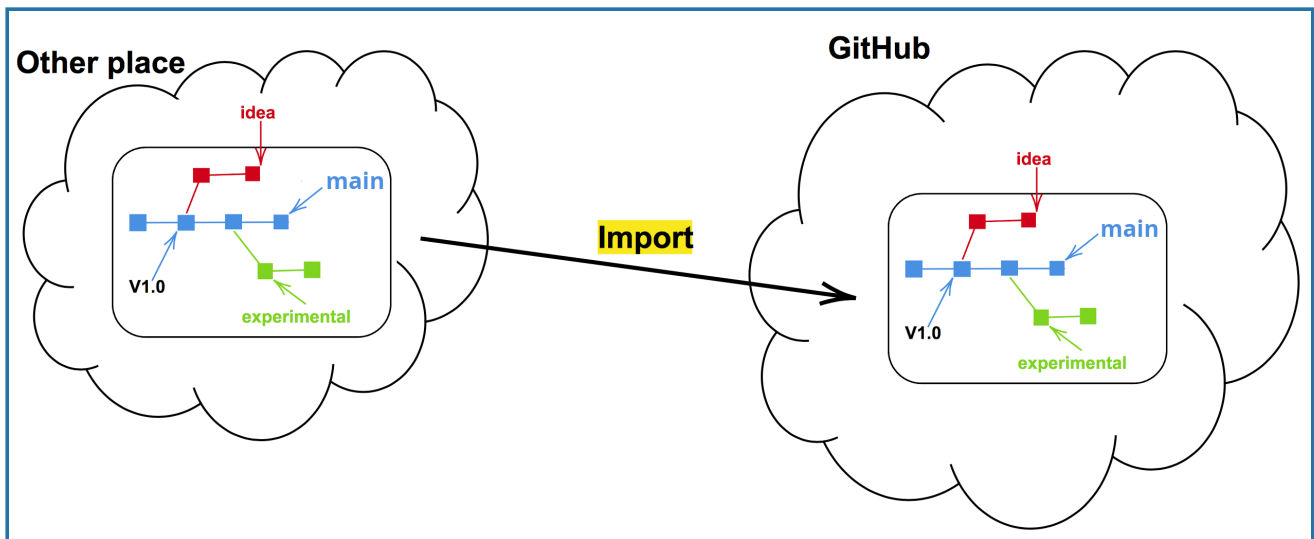 Other place
idea
main
V1.0
experimental
Import
GitHub
idea
main
V1.0
experimental